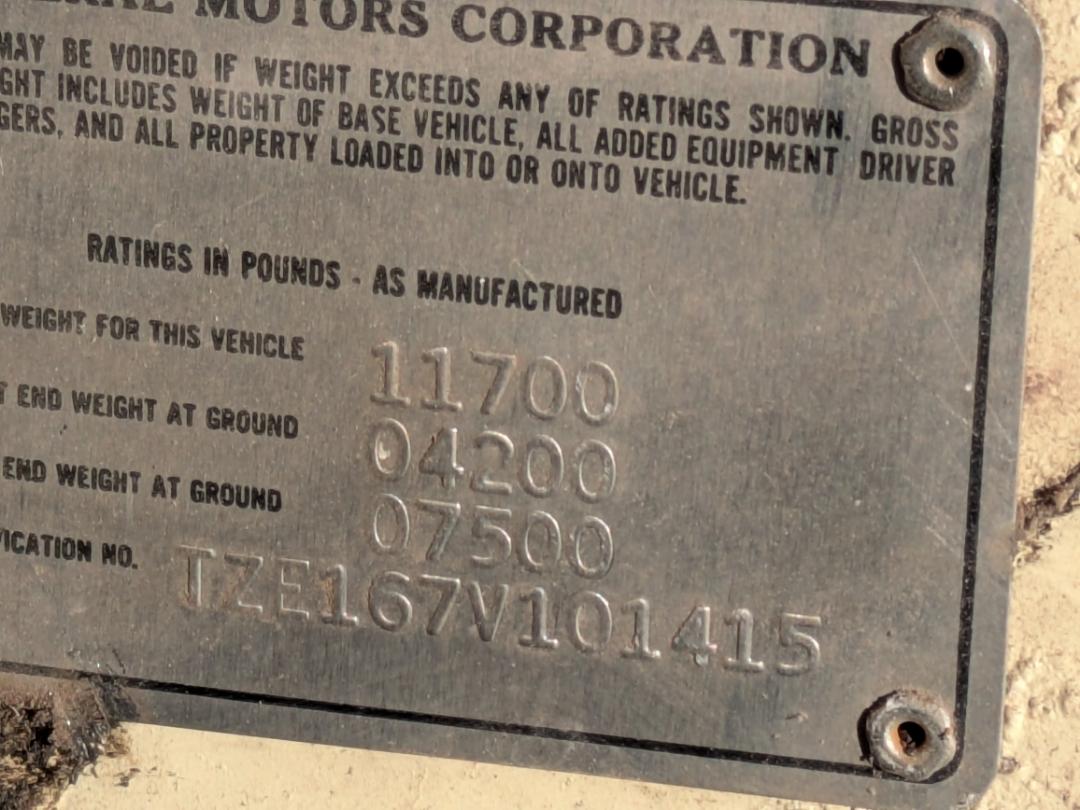 ERAL MOTORS CORPORATION
MAY BE VOIDED IF WEIGHT EXCEEDS ANY OF RATINGS SHOWN. GROSS
GHT INCLUDES WEIGHT OF BASE VEHICLE, ALL ADDED EQUIPMENT DRIVER
GERS, AND ALL PROPERTY LOADED INTO OR ONTO VEHICLE.
RATINGS IN POUNDS - AS MANUFACTURED
WEIGHT FOR THIS VEHICLE 11700
T END WEIGHT AT GROUND 04200
END WEIGHT AT GROUND 07500
FICATION NO. TZE167V101415